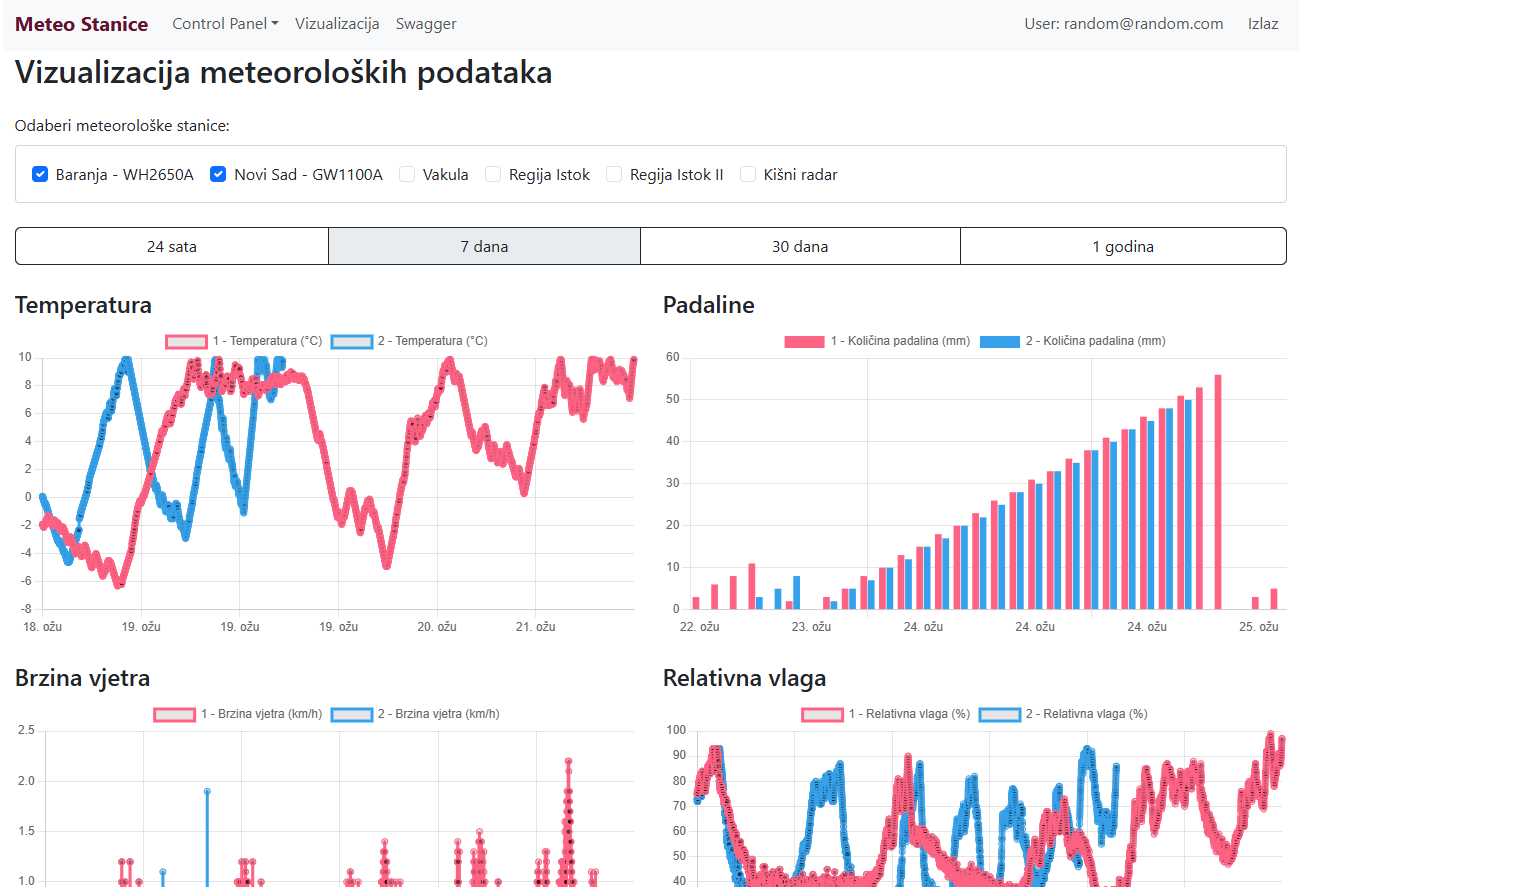 Meteo Stanice Control Panel Vizualizacija Swagger User: random@random.com Izlaz
Vizualizacija meteoroloških podataka
Odaberi meteorološke stanice:
Baranja - WH2650A Novi Sad - GW1100A Vakula Regija Istok Regija Istok II Kišni radar
24 sata 7 dana 30 dana 1 godina
Temperatura
1 - Temperatura (°C) 2 - Temperatura (°C)
10
8
6
4
2
0
-2
-4
-6
-8
18. ožu 19. ožu 19. ožu 19. ožu 20. ožu 21. ožu
Padaline
1 - Količina padalina (mm) 2 - Količina padalina (mm)
60
50
40
30
20
10
0
22. ožu 23. ožu 24. ožu 24. ožu 24. ožu 25. ožu
Brzina vjetra
1 - Brzina vjetra (km/h) 2 - Brzina vjetra (km/h)
2.5
2.0
1.5
1.0
Relativna vlaga
1 - Relativna vlaga (%) 2 - Relativna vlaga (%)
100
90
80
70
60
50
40